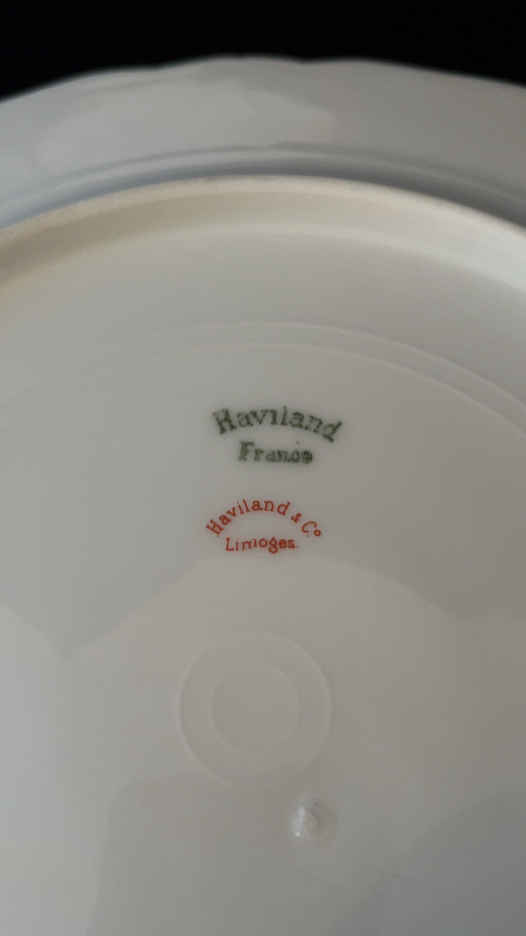 Haviland
France
Haviland & Co
Limoges.